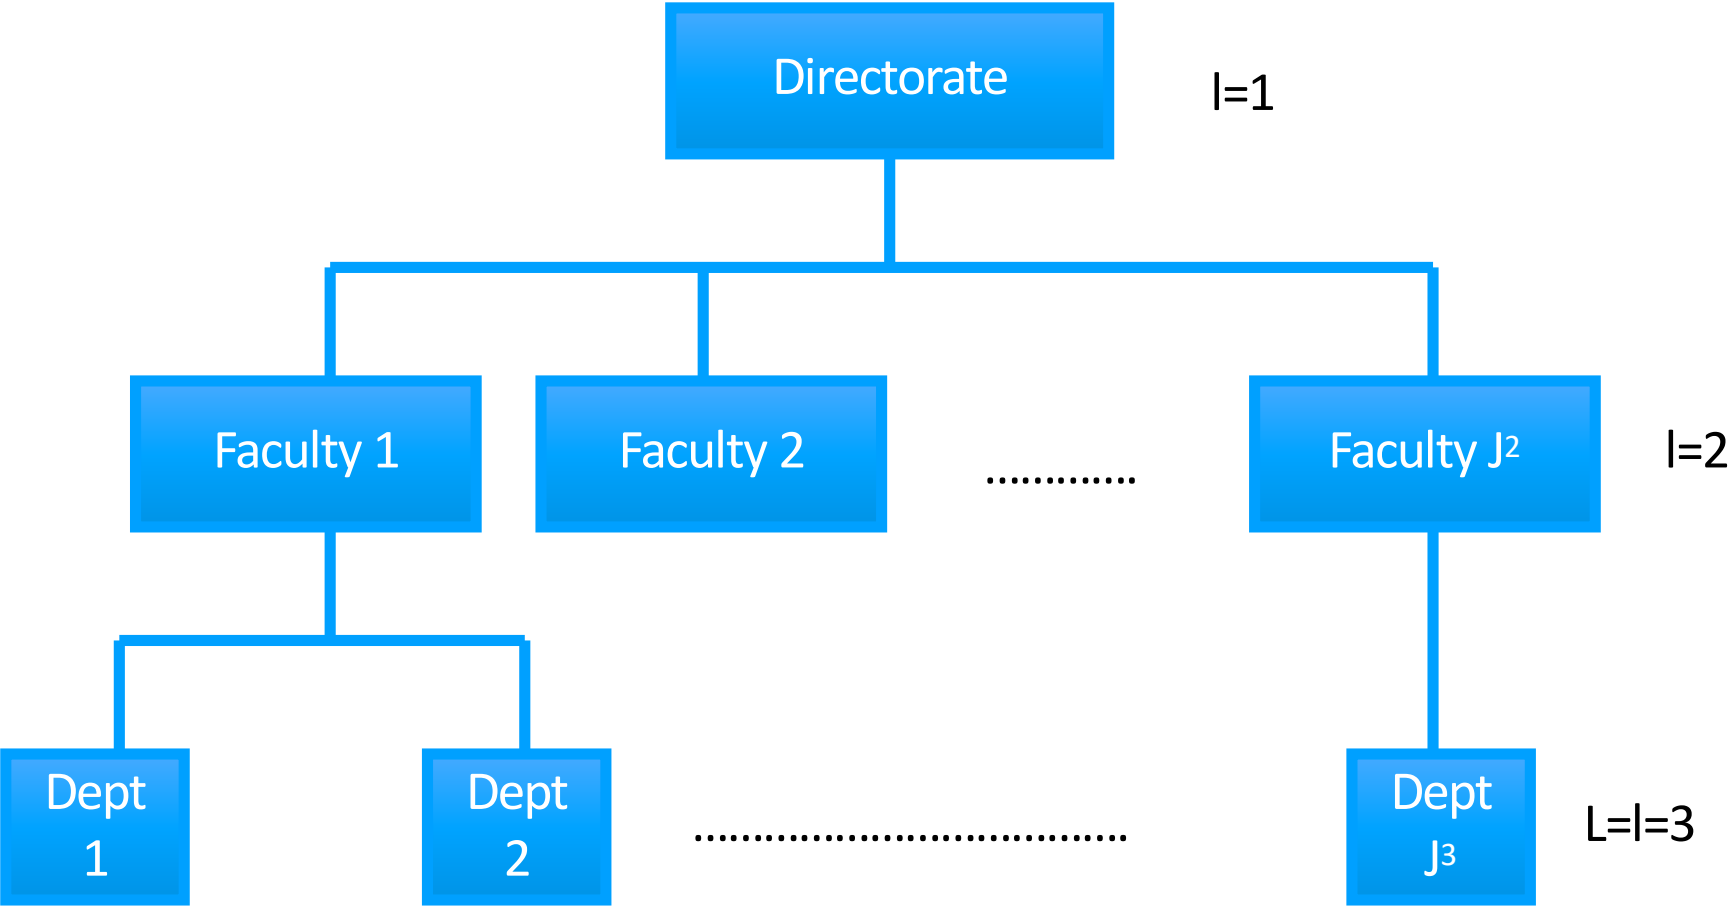 Directorate
l=1
Faculty 1
Faculty 2
.............
Faculty J²
l=2
Dept
1
Dept
2
.....................................
Dept
J³
L=l=3